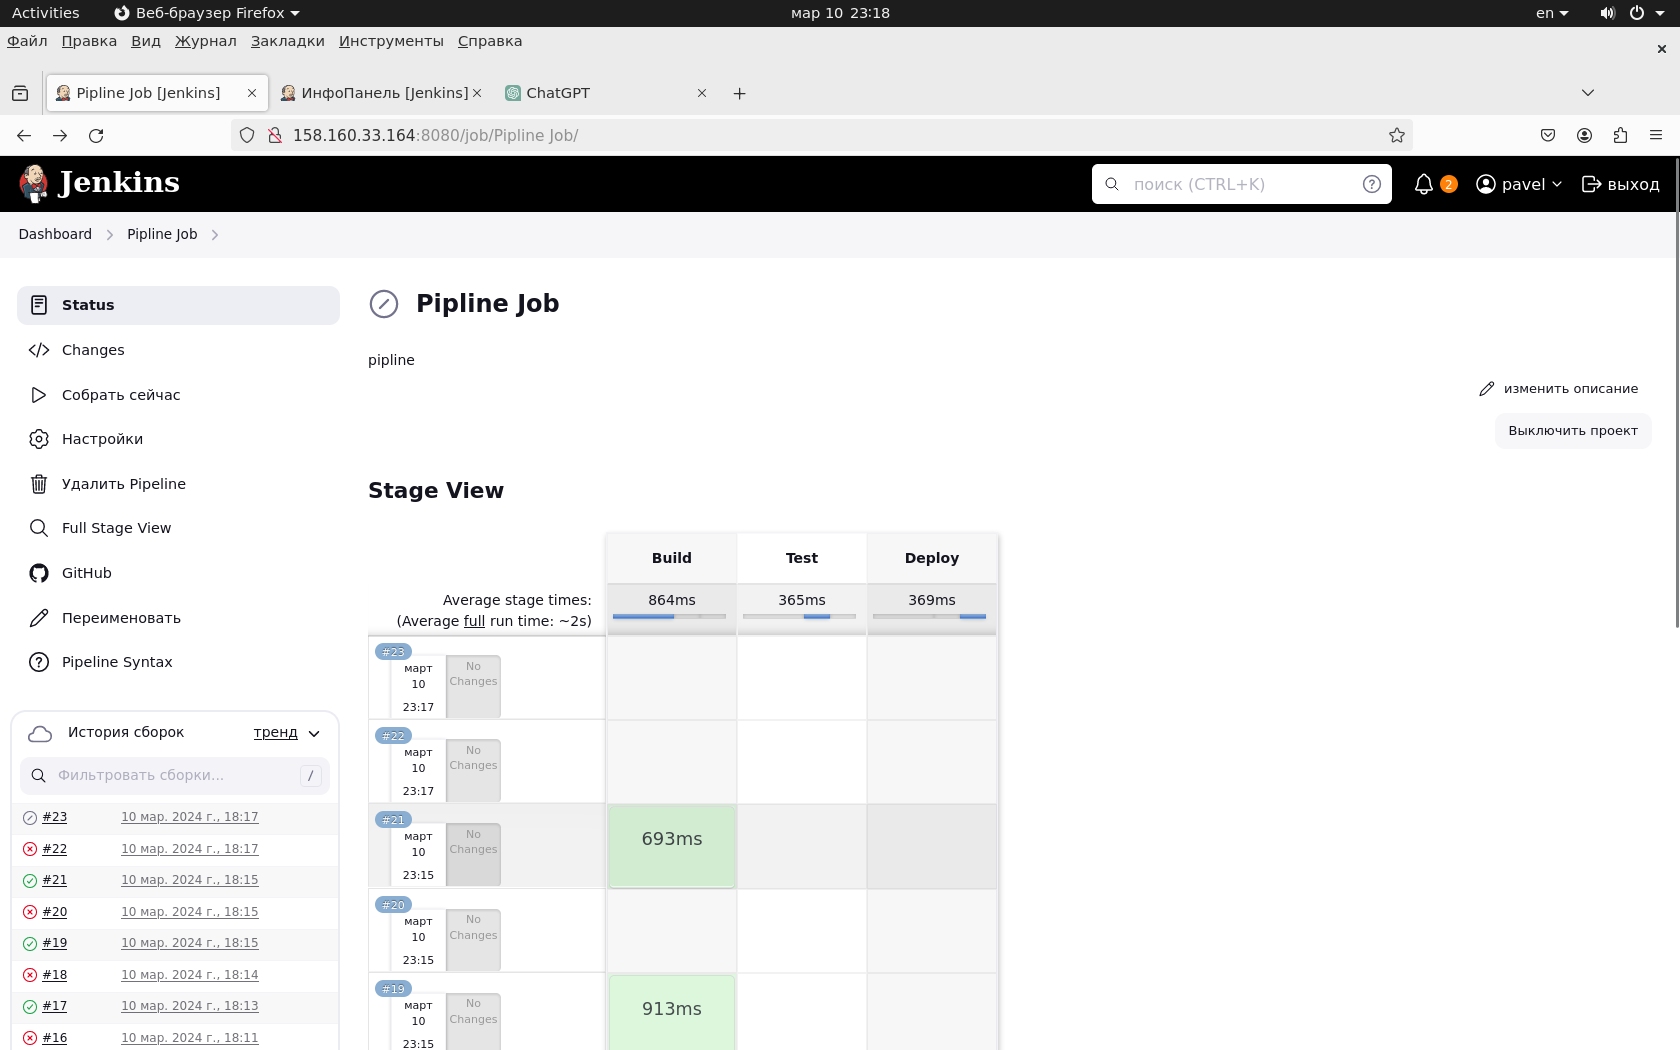 Activities Веб-браузер Firefox мар 10 23:18 en
Файл Правка Вид Журнал Закладки Инструменты Справка
Pipline Job [Jenkins] ИнфоПанель [Jenkins] ChatGPT
158.160.33.164:8080/job/Pipline Job/
Jenkins поиск (CTRL+K) 2 pavel выход
Dashboard Pipline Job
Status
Changes
Собрать сейчас
Настройки
Удалить Pipeline
Full Stage View
GitHub
Переименовать
Pipeline Syntax
История сборок тренд
Фильтровать сборки... /
#23 10 мар. 2024 г., 18:17
#22 10 мар. 2024 г., 18:17
#21 10 мар. 2024 г., 18:15
#20 10 мар. 2024 г., 18:15
#19 10 мар. 2024 г., 18:15
#18 10 мар. 2024 г., 18:14
#17 10 мар. 2024 г., 18:13
#16 10 мар. 2024 г., 18:11
Pipline Job
pipline
изменить описание
Выключить проект
Stage View
Build Test Deploy
Average stage times: 864ms 365ms 369ms
(Average full run time: ~2s)
#23
март No
10 Changes
23:17
#22
март No
10 Changes
23:17
#21
март No
10 Changes
23:15
693ms
#20
март No
10 Changes
23:15
#19
март No
10 Changes
23:15
913ms